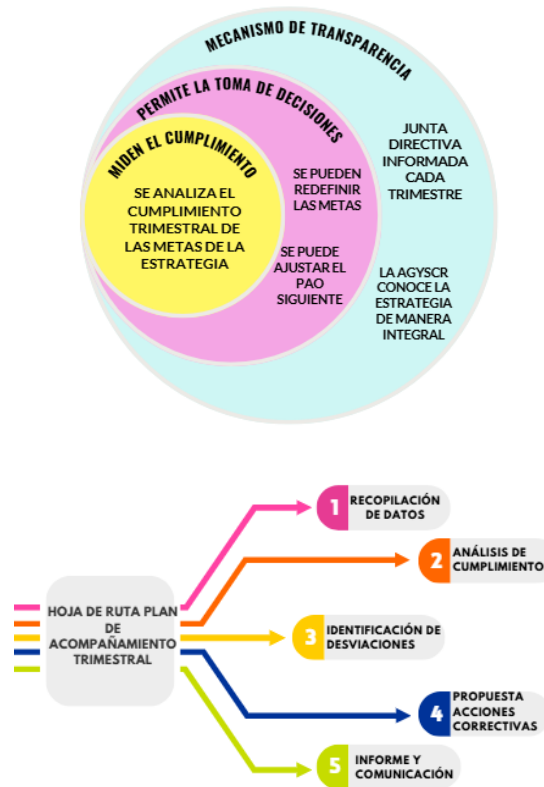 MECANISMO DE TRANSPARENCIA
PERMITE LA TOMA DE DECISIONES
MIDEN EL CUMPLIMIENTO
SE ANALIZA EL
CUMPLIMIENTO
TRIMESTRAL DE
LAS METAS DE LA
ESTRATEGIA
SE PUEDEN
REDEFINIR
LAS METAS
SE PUEDE
AJUSTAR EL
PAO
SIGUIENTE
JUNTA
DIRECTIVA
INFORMADA
CADA
TRIMESTRE
LA AGYSCR
CONOCE LA
ESTRATEGIA
DE MANERA
INTEGRAL
HOJA DE RUTA PLAN
DE
ACOMPAÑAMIENTO
TRIMESTRAL
1 RECOPILACIÓN
DE DATOS
2 ANÁLISIS DE
CUMPLIMIENTO
3 IDENTIFICACIÓN DE
DESVIACIONES
4 PROPUESTA
ACCIONES
CORRECTIVAS
5 INFORME Y
COMUNICACIÓN